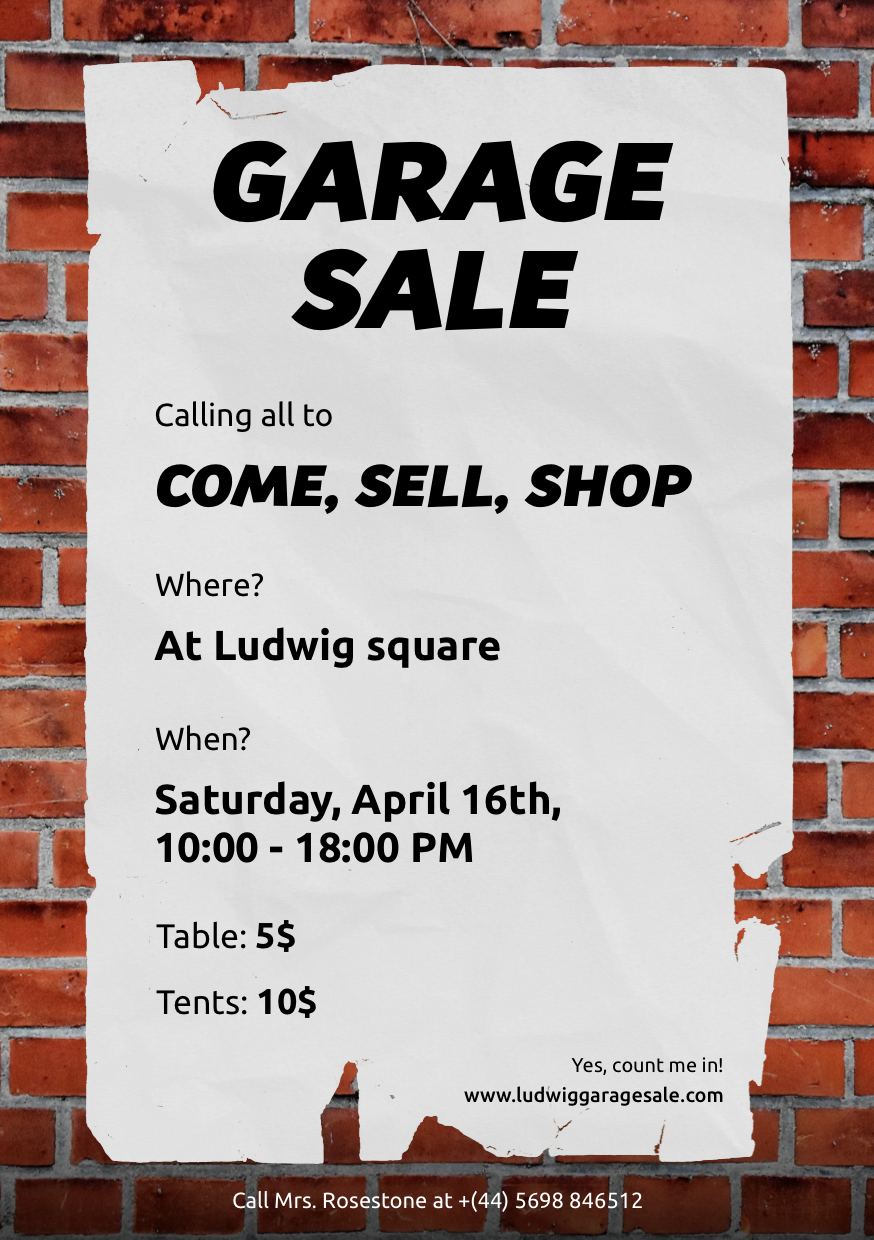 GARAGE
SALE
Calling all to
COME, SELL, SHOP
Where?
At Ludwig square
When?
Saturday, April 16th,
10:00 - 18:00 PM
Table: 5$
Tents: 10$
Yes, count me in!
www.ludwiggaragesale.com
Call Mrs. Rosestone at +(44) 5698 846512